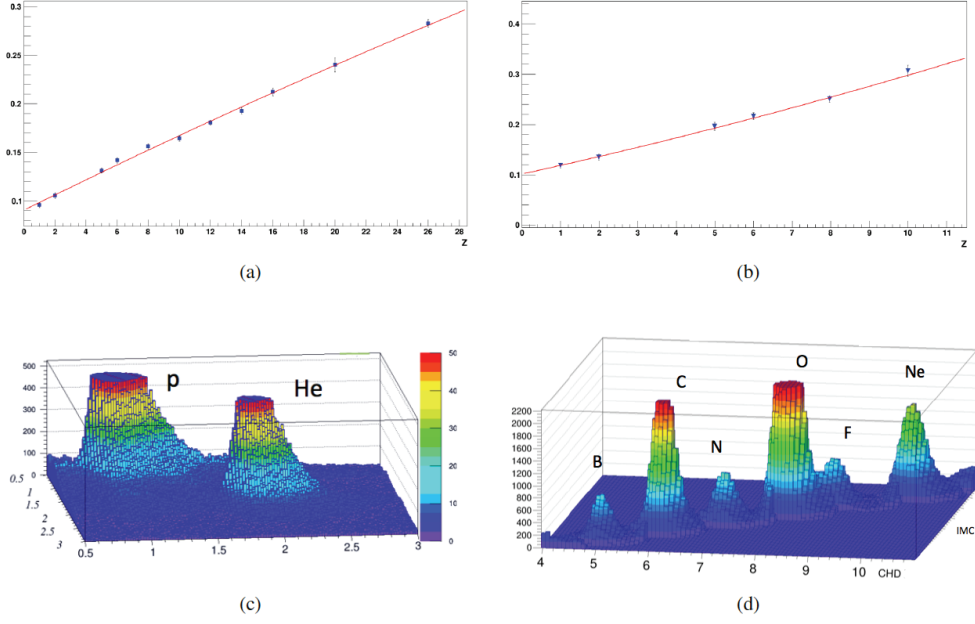 0.3
0.25
0.2
0.15
0.1
0 2 4 6 8 10 12 14 16 18 20 22 24 26 28
Z
(a)
0.4
0.3
0.2
0.1
0
0 1 2 3 4 5 6 7 8 9 10 11
Z
(b)
p
He
500
400
300
200
100
0
0.5
1
1.5
2
2.5
3
0.5 1 1.5 2 2.5 3
50
40
30
20
10
0
(c)
B
C
N
O
F
Ne
2200
2000
1800
1600
1400
1200
1000
800
600
400
200
0
4 5 6 7 8 9 10 CHD
IMC
(d)